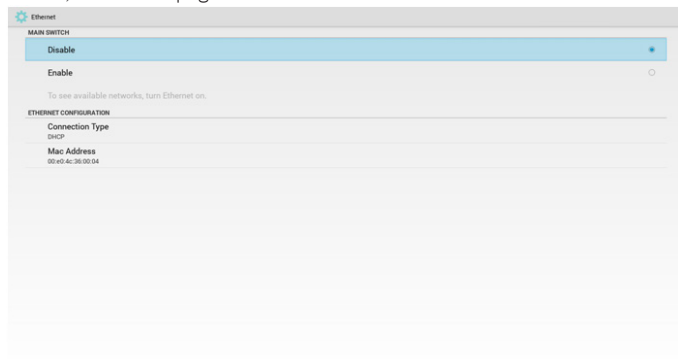 Ethernet
MAIN SWITCH
Disable
Enable
To see available networks, turn Ethernet on.
ETHERNET CONFIGURATION
Connection Type
DHCP
Mac Address
00:e0:4c:36:00:04